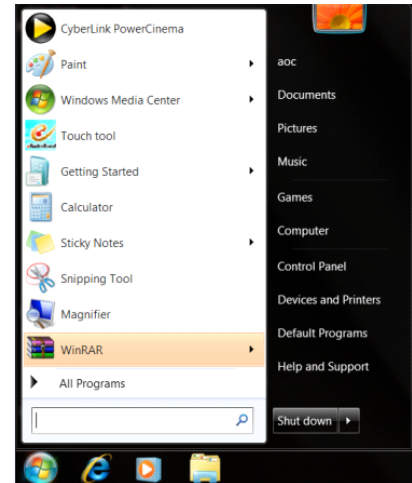 CyberLink PowerCinema
Paint
Windows Media Center
Touch tool
Getting Started
Calculator
Sticky Notes
Snipping Tool
Magnifier
WinRAR
All Programs
aoc
Documents
Pictures
Music
Games
Computer
Control Panel
Devices and Printers
Default Programs
Help and Support
Shut down